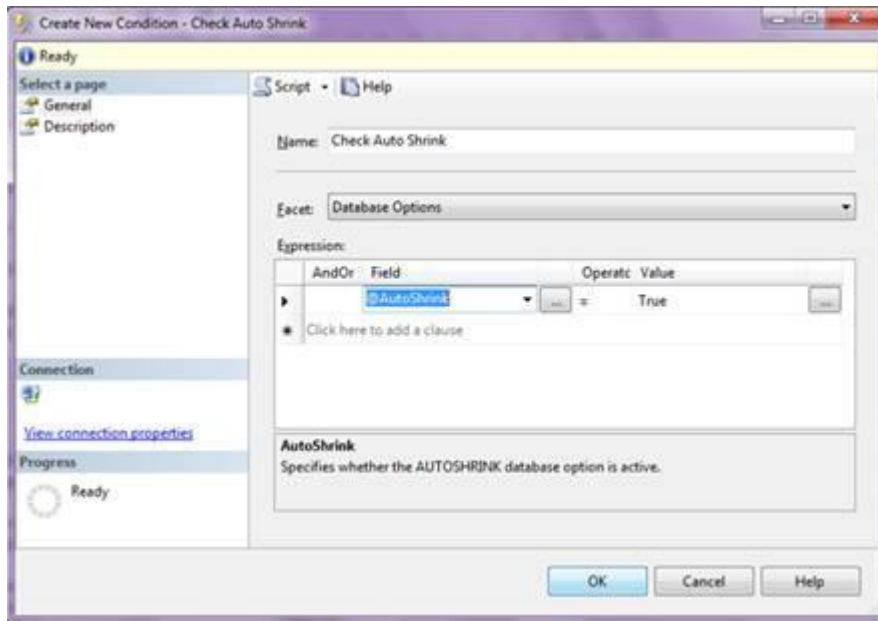 Create New Condition - Check Auto Shrink
Ready
Select a page
General
Description
Script
Help
Name: Check Auto Shrink
Facet: Database Options
Expression:
AndOr Field Operatc Value
@AutoShrink ... = True ...
Click here to add a clause
Connection
View connection properties
Progress
Ready
AutoShrink
Specifies whether the AUTOSHRINK database option is active.
OK Cancel Help